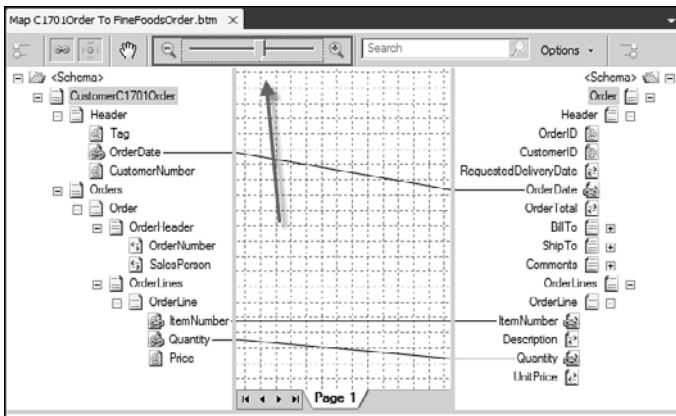 Map C1701Order To FineFoodsOrder.btm
Search
Options
<Schema>
CustomerC1701Order
Header
Tag
OrderDate
CustomerNumber
Orders
Order
OrderHeader
OrderNumber
SalesPerson
OrderLines
OrderLine
ItemNumber
Quantity
Price
<Schema>
Order
Header
OrderID
CustomerID
RequestedDeliveryDate
OrderDate
OrderTotal
BillTo
ShipTo
Comments
OrderLines
OrderLine
ItemNumber
Description
Quantity
UnitPrice
Page 1